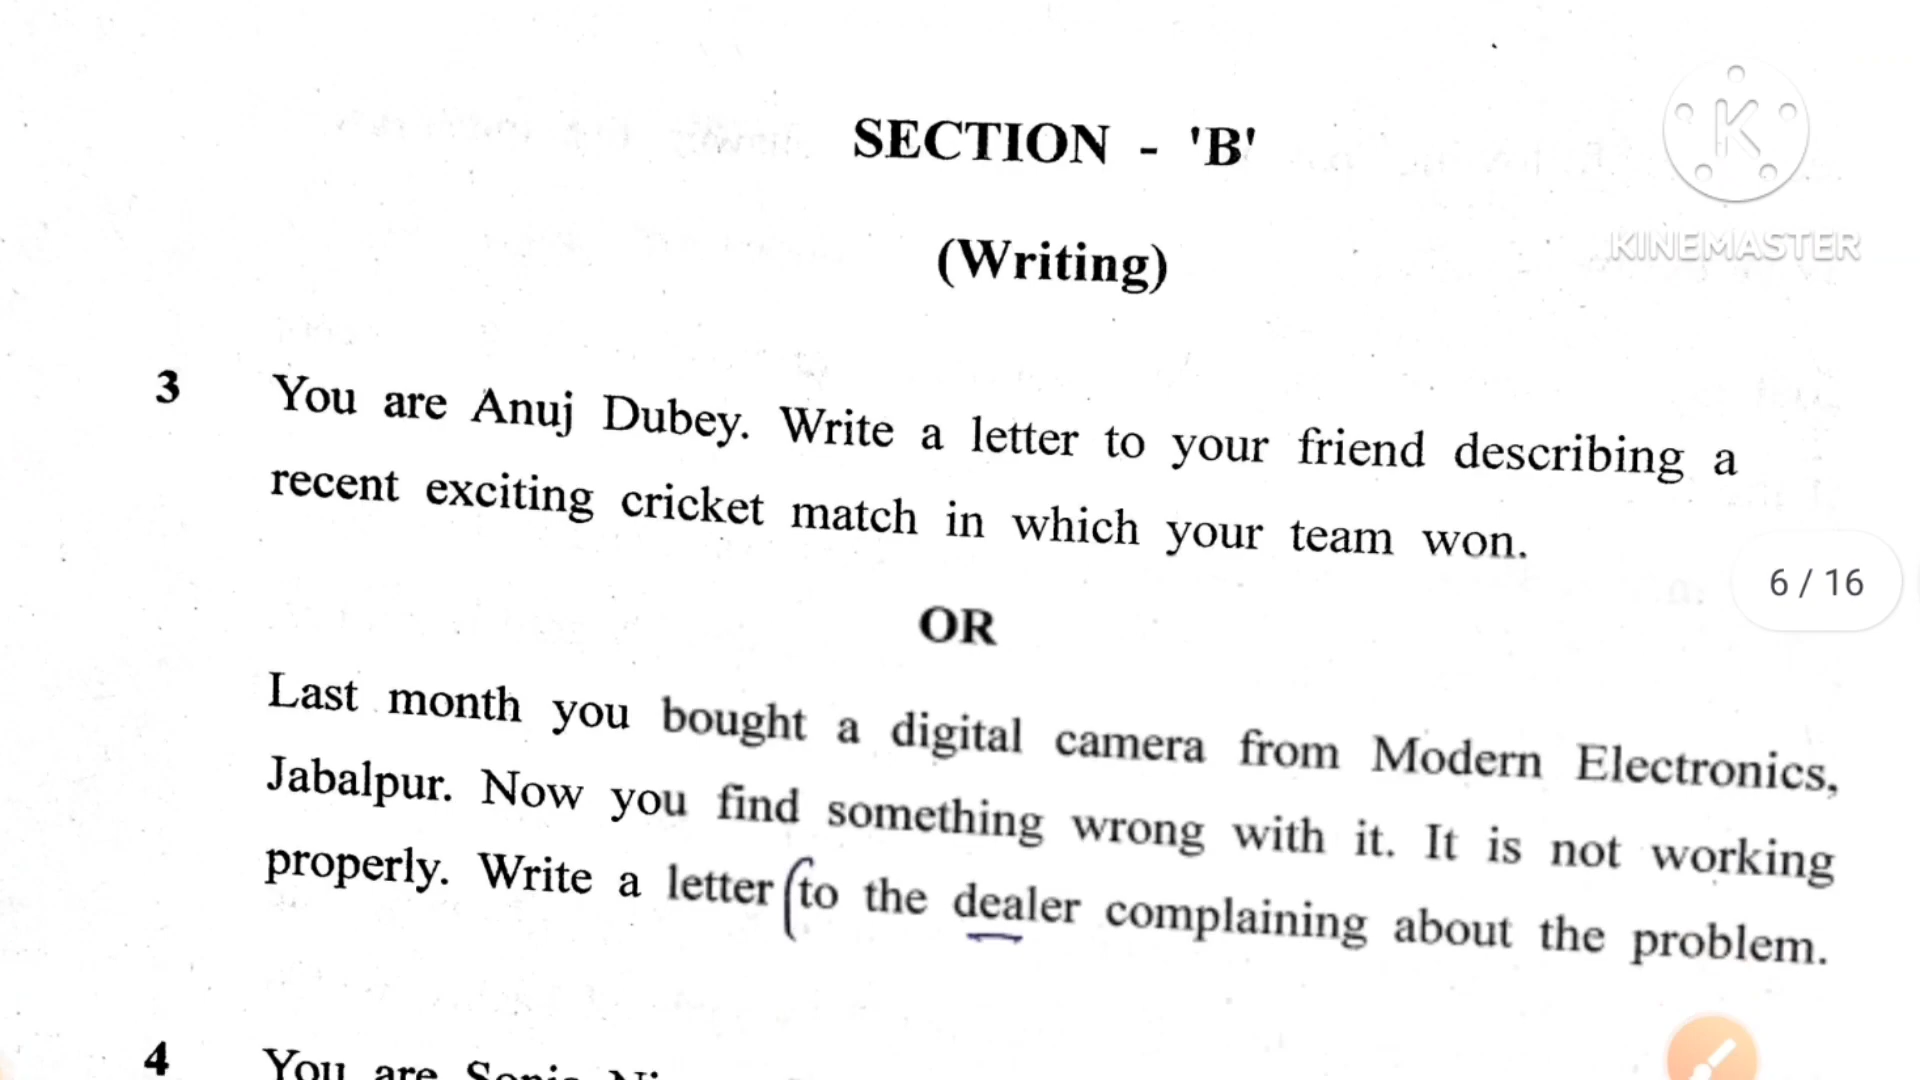 SECTION - 'B'
K
KINEMASTER
(Writing)
3 You are Anuj Dubey. Write a letter to your friend describing a
recent exciting cricket match in which your team won.
6 / 16
OR
Last month you bought a digital camera from Modern Electronics,
Jabalpur. Now you find something wrong with it. It is not working
properly. Write a letter (to the dealer complaining about the problem.
4 You are